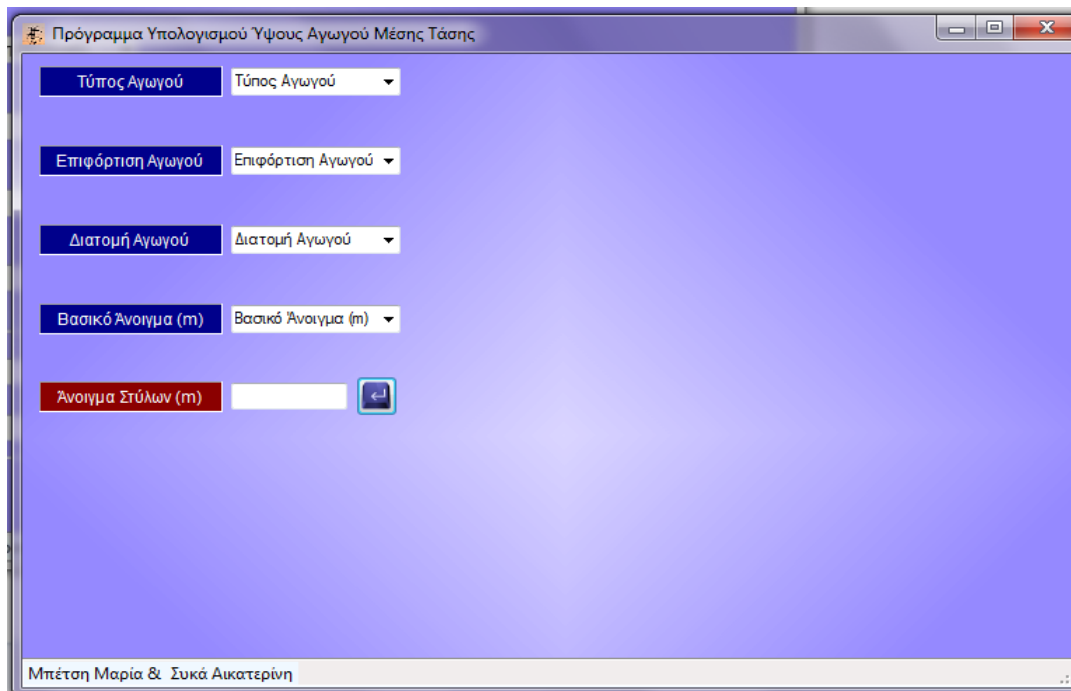 Πρόγραμμα Υπολογισμού Ύψους Αγωγού Μέσης Τάσης
Τύπος Αγωγού Τύπος Αγωγού
Επιφόρτιση Αγωγού Επιφόρτιση Αγωγού
Διατομή Αγωγού Διατομή Αγωγού
Βασικό Άνοιγμα (m) Βασικό Άνοιγμα (m)
Άνοιγμα Στύλων (m)
Μπέτση Μαρία & Συκά Αικατερίνη